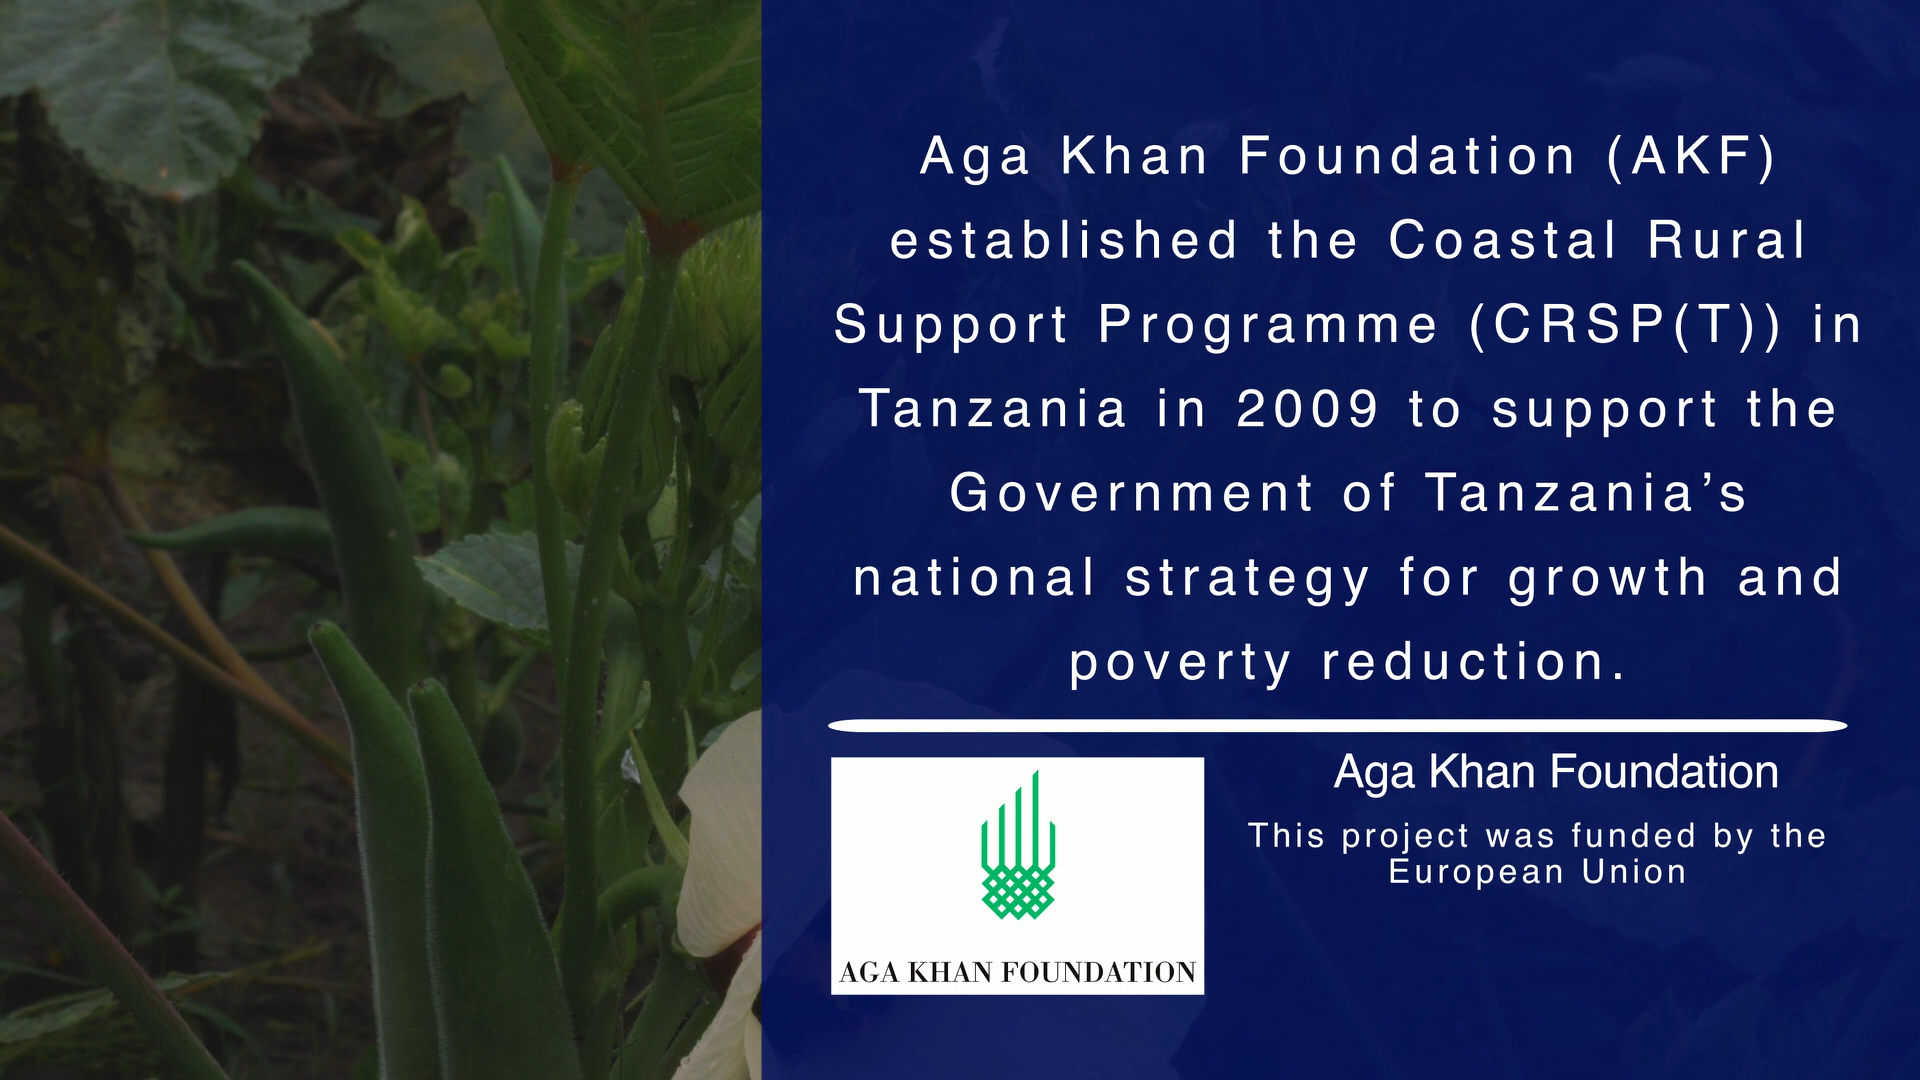 Aga Khan Foundation (AKF)
established the Coastal Rural
Support Programme (CRSP(T)) in
Tanzania in 2009 to support the
Government of Tanzania’s
national strategy for growth and
poverty reduction.
AGA KHAN FOUNDATION
Aga Khan Foundation
This project was funded by the
European Union